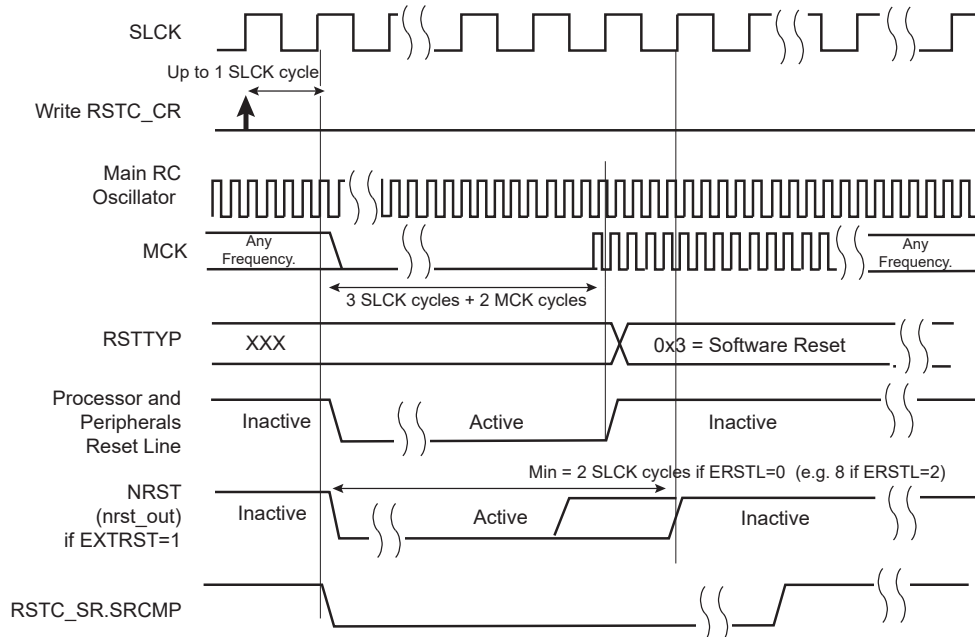 SLCK
Up to 1 SLCK cycle
Write RSTC_CR
Main RC
Oscillator
MCK
Any
Frequency.
Any
Frequency.
3 SLCK cycles + 2 MCK cycles
RSTTYP
XXX
0x3 = Software Reset
Processor and
Peripherals
Reset Line
Inactive
Active
Inactive
Min = 2 SLCK cycles if ERSTL=0 (e.g. 8 if ERSTL=2)
NRST
(nrst_out)
if EXTRST=1
Inactive
Active
Inactive
RSTC_SR.SRCMP